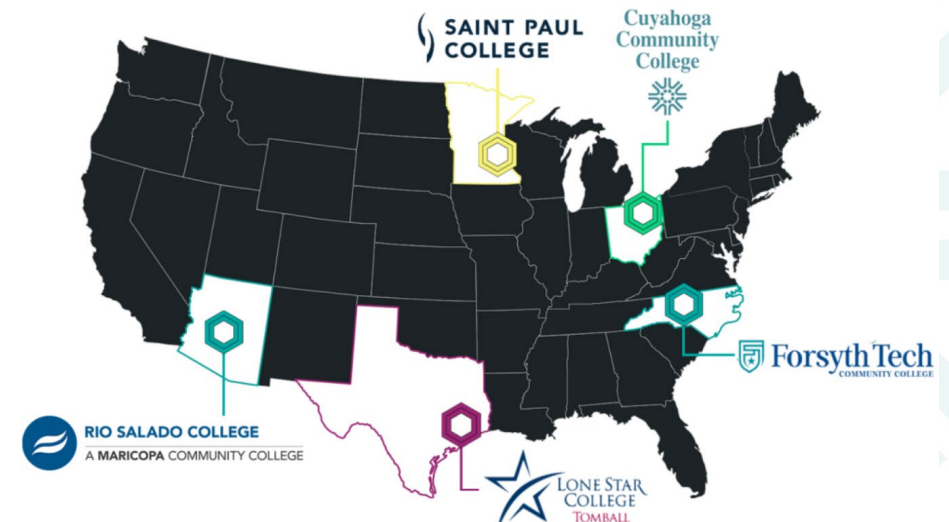 SAINT PAUL
COLLEGE
Cuyahoga
Community
College
Forsyth Tech
COMMUNITY COLLEGE
RIO SALADO COLLEGE
A MARICOPA COMMUNITY COLLEGE
LONE STAR
COLLEGE
TOMBALL